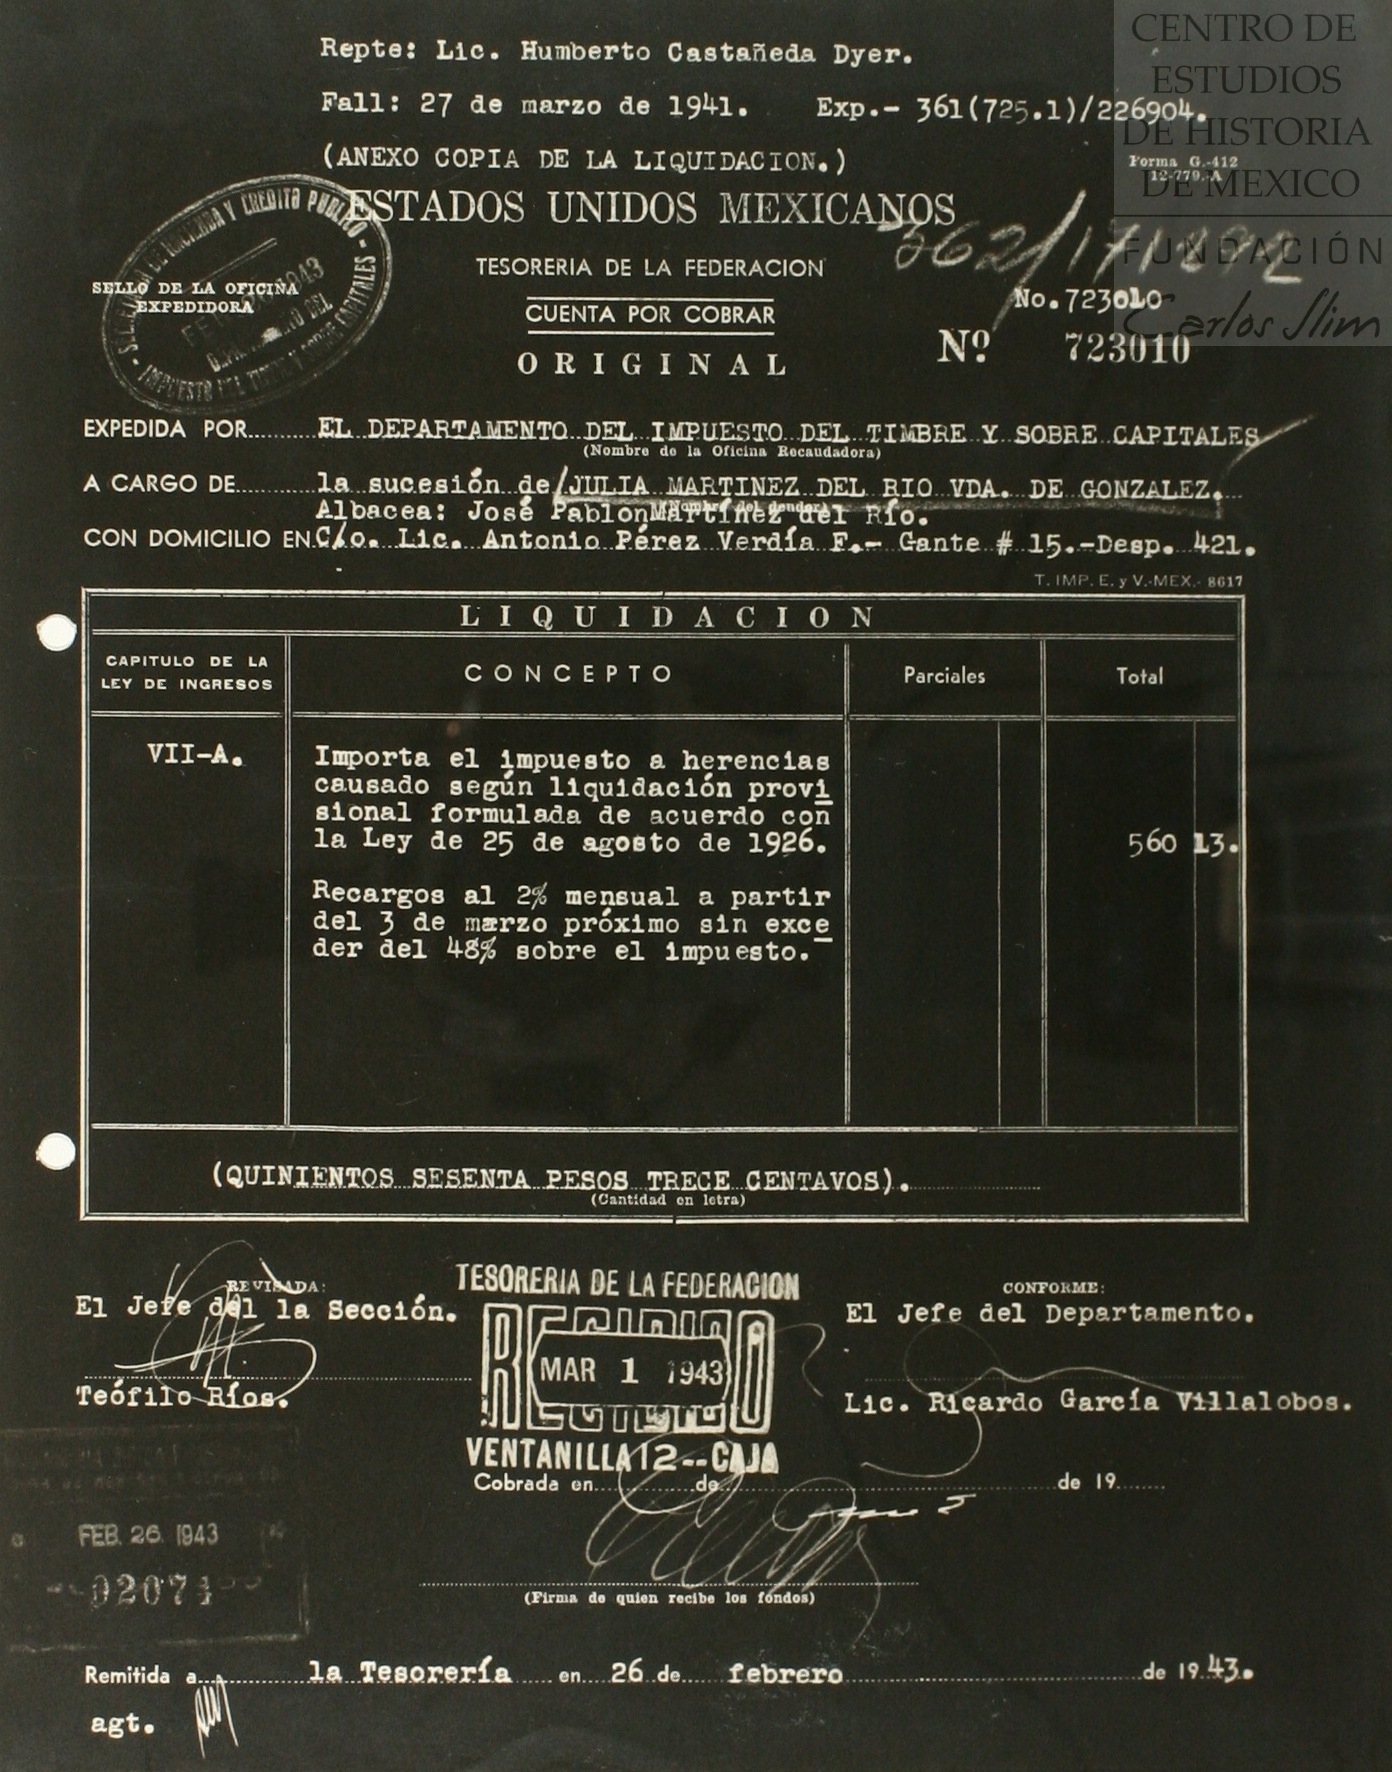 CENTRO DE
ESTUDIOS
DE HISTORIA
DE MEXICO
FUNDACIÓN
Carlos Slim
Repte: Lic. Humberto Castañeda Dyer.
Fall: 27 de marzo de 1941. Exp.- 361(725.1)/226904.
(ANEXO COPIA DE LA LIQUIDACION.)
Forma G.-412
12-779.-A
ESTADOS UNIDOS MEXICANOS
362/171892
TESORERIA DE LA FEDERACION
SELLO DE LA OFICINA
EXPEDIDORA
CUENTA POR COBRAR
No. 723010
ORIGINAL
Nº 723010
EXPEDIDA POR EL DEPARTAMENTO DEL IMPUESTO DEL TIMBRE Y SOBRE CAPITALES
(Nombre de la Oficina Recaudadora)
A CARGO DE la sucesión de/JULIA MARTINEZ DEL RIO VDA. DE GONZALEZ.
(Nombre del deudor)
Albacea: José Pablo Martínez del Río.
CON DOMICILIO EN C/o. Lic. Antonio Pérez Verdía F.- Gante # 15.-Desp. 421.
T. IMP. E. y V.-MEX.- 8617
LIQUIDACION
CAPITULO DE LA
LEY DE INGRESOS
CONCEPTO
Parciales
Total
VII-A.
Importa el impuesto a herencias
causado según liquidación provi
sional formulada de acuerdo con
la Ley de 25 de agosto de 1926.
560 13.
Recargos al 2% mensual a partir
del 3 de marzo próximo sin exce
der del 48% sobre el impuesto.
(QUINIENTOS SESENTA PESOS TRECE CENTAVOS).
(Cantidad en letra)
REVISADA:
El Jefe del la Sección.
Teófilo Ríos.
TESORERIA DE LA FEDERACION
RECIBIDO
MAR 1 1943
RECIBIDO
VENTANILLA 12--CAJA
CONFORME:
El Jefe del Departamento.
Lic. Ricardo García Villalobos.
Cobrada en de de 19
FEB. 26 1943
02071
(Firma de quien recibe los fondos)
Remitida a la Tesorería en 26 de febrero de 1943.
agt.